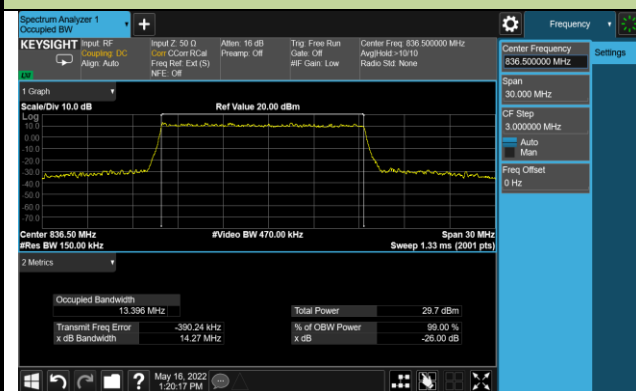 Spectrum Analyzer 1
Occupied BW
Frequency
KEYSIGHT
Input: RF
Coupling: DC
Align: Auto
Input Z: 50 Ω
Corr CCorr RCal
Freq Ref: Ext (S)
NFE: Off
Atten: 16 dB
Preamp: Off
Trig: Free Run
Gate: Off
#IF Gain: Low
Center Freq: 836.500000 MHz
Avg|Hold:>10/10
Radio Std: None
Center Frequency
836.500000 MHz
Settings
Span
30.000 MHz
CF Step
3.000000 MHz
Auto
Man
Freq Offset
0 Hz
1 Graph
Scale/Div 10.0 dB
Ref Value 20.00 dBm
Log
10.0
0.00
-10.0
-20.0
-30.0
-40.0
-50.0
-60.0
-70.0
Center 836.50 MHz
#Video BW 470.00 kHz
Span 30 MHz
#Res BW 150.00 kHz
Sweep 1.33 ms (2001 pts)
2 Metrics
Occupied Bandwidth
13.396 MHz
Total Power 29.7 dBm
Transmit Freq Error -390.24 kHz
% of OBW Power 99.00 %
x dB Bandwidth 14.27 MHz
x dB -26.00 dB
May 16, 2022
1:20:17 PM